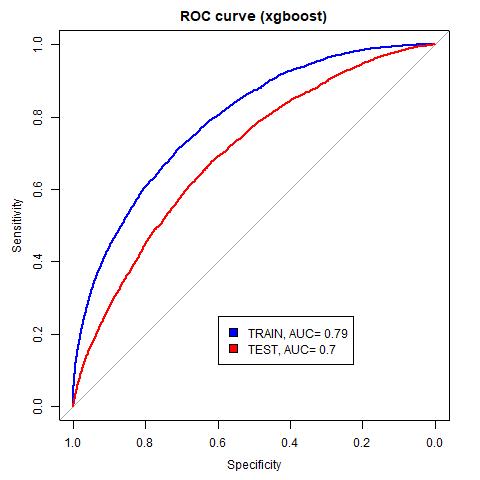 ROC curve (xgboost)
Sensitivity
1.0
0.8
0.6
0.4
0.2
0.0
TRAIN, AUC= 0.79
TEST, AUC= 0.7
1.0 0.8 0.6 0.4 0.2 0.0
Specificity